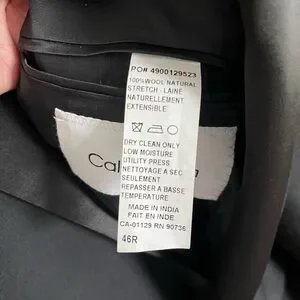 PO# 4900129523
100%WOOL NATURAL
STRETCH - LAINE
NATURELLEMENT
EXTENSIBLE
Cal
DRY CLEAN ONLY
LOW MOISTURE
UTILITY PRESS
NETTOYAGE A SEC
SEULEMENT
REPASSER A BASSE
TEMPERATURE
MADE IN INDIA
FAIT EN INDE
CA-01129 RN 90736
46R